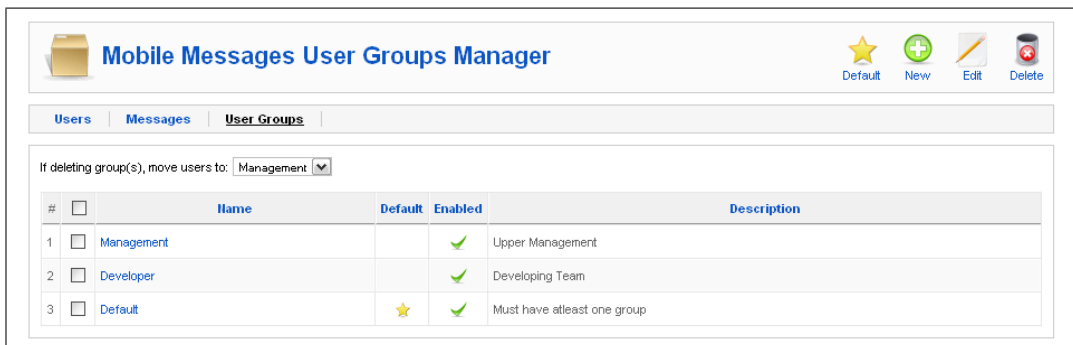 Mobile Messages User Groups Manager
Default New Edit Delete
Users Messages User Groups
If deleting group(s), move users to: Management
# Name Default Enabled Description
1 Management Upper Management
2 Developer Developing Team
3 Default Must have atleast one group